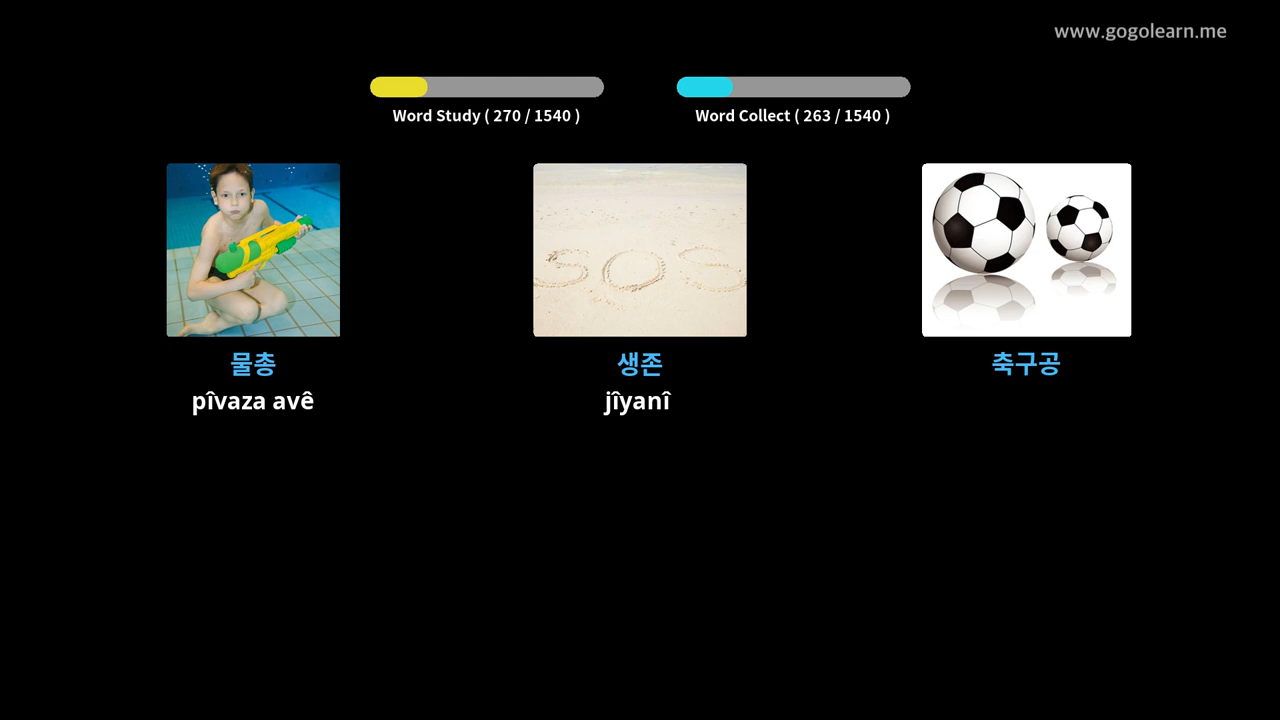 www.gogolearn.me
Word Study ( 270 / 1540 )
Word Collect ( 263 / 1540 )
SOS
물총
생존
축구공
pîvaza avê
jîyanî